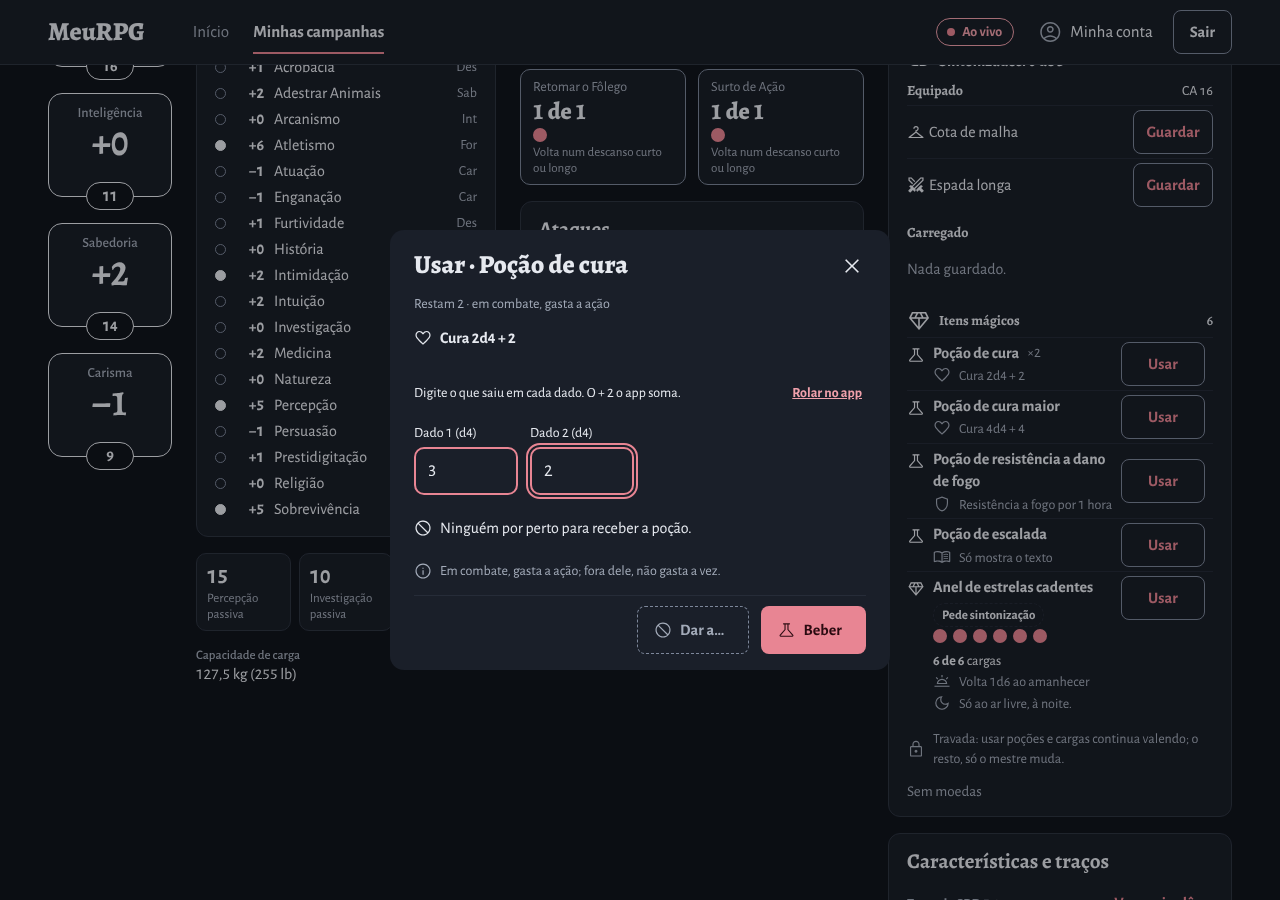 MeuRPG
Início
Minhas campanhas
Ao vivo
Minha conta
Sair
16
Inteligência
+0
11
Sabedoria
+2
14
Carisma
−1
9
+1 Acrobacia Des
+2 Adestrar Animais Sab
+0 Arcanismo Int
+6 Atletismo For
−1 Atuação Car
−1 Enganação Car
+1 Furtividade Des
+0 História
+2 Intimidação
+2 Intuição
+0 Investigação
+2 Medicina
+0 Natureza
+5 Percepção
−1 Persuasão
+1 Prestidigitação
+0 Religião
+5 Sobrevivência
15
Percepção
passiva
10
Investigação
passiva
Capacidade de carga
127,5 kg (255 lb)
Retomar o Fôlego
1 de 1
Volta num descanso curto
ou longo
Surto de Ação
1 de 1
Volta num descanso curto
ou longo
Ataques
Usar · Poção de cura
Restam 2 · em combate, gasta a ação
Cura 2d4 + 2
Digite o que saiu em cada dado. O + 2 o app soma.
Rolar no app
Dado 1 (d4)
Dado 2 (d4)
3
2
Ninguém por perto para receber a poção.
Em combate, gasta a ação; fora dele, não gasta a vez.
Dar a...
Beber
Equipado CA 16
Cota de malha Guardar
Espada longa Guardar
Carregado
Nada guardado.
Itens mágicos 6
Poção de cura ×2
Cura 2d4 + 2
Usar
Poção de cura maior
Cura 4d4 + 4
Usar
Poção de resistência a dano
de fogo
Resistência a fogo por 1 hora
Usar
Poção de escalada
Só mostra o texto
Usar
Anel de estrelas cadentes
Usar
Pede sintonização
6 de 6 cargas
Volta 1d6 ao amanhecer
Só ao ar livre, à noite.
Travada: usar poções e cargas continua valendo; o
resto, só o mestre muda.
Sem moedas
Características e traços